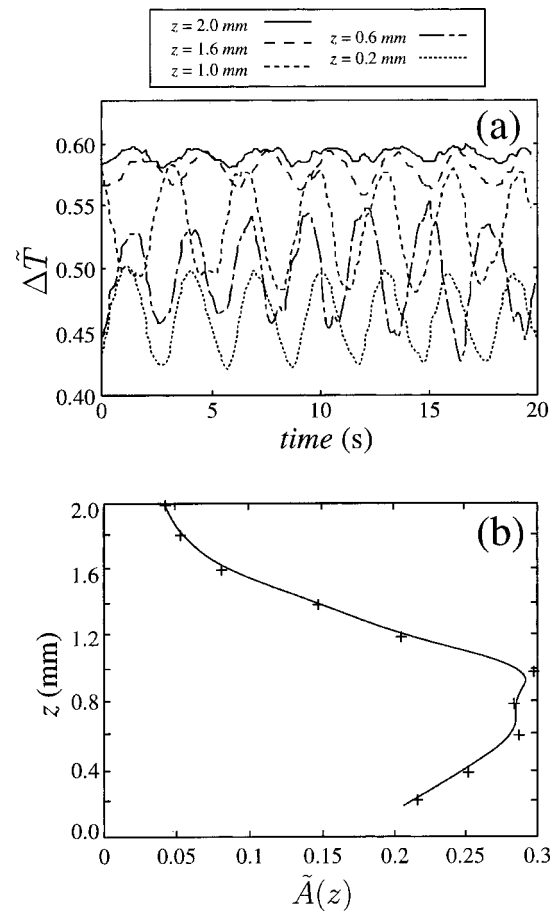 z = 2.0 mm
z = 1.6 mm
z = 1.0 mm
z = 0.6 mm
z = 0.2 mm
(a)
0.60
0.55
0.50
0.45
0.40
ΔT̃
0 5 10 15 20
time (s)
(b)
2.0
1.6
1.2
0.8
0.4
0.0
z (mm)
0 0.05 0.1 0.15 0.2 0.25 0.3
Ã(z)